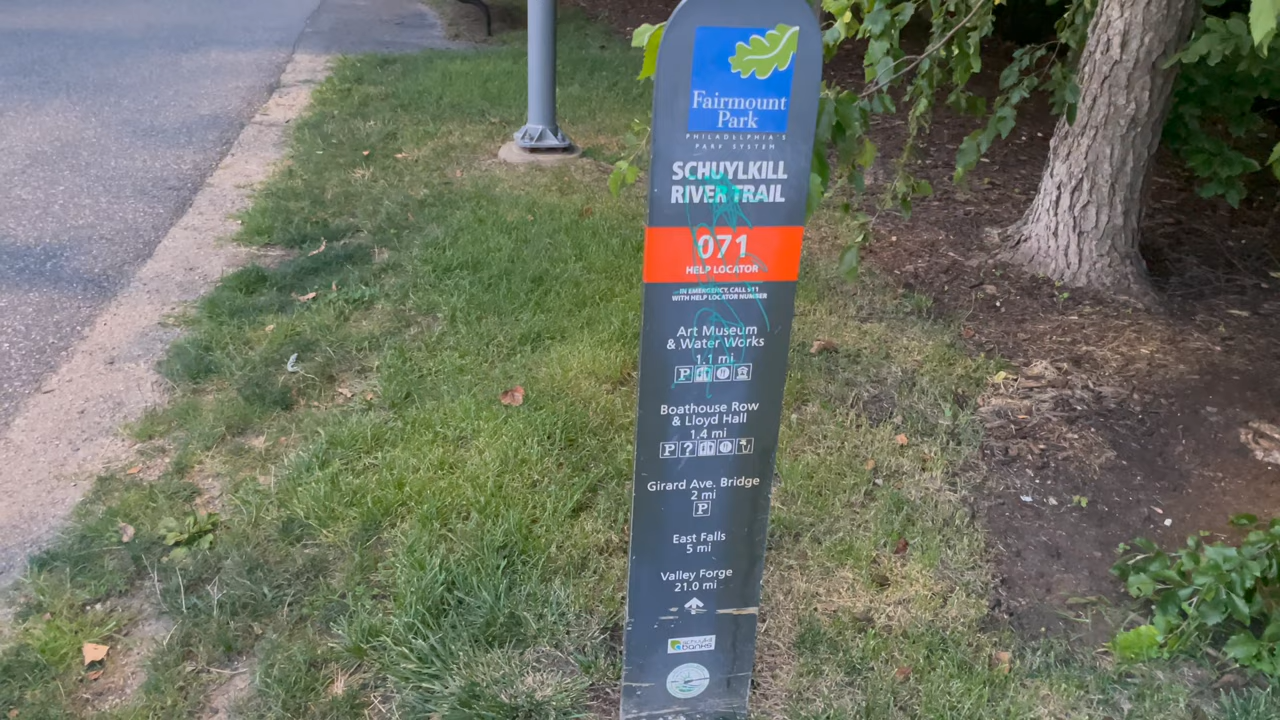 Fairmount
Park
PHILADELPHIA'S
PARK SYSTEM
SCHUYLKILL
RIVER TRAIL
071
HELP LOCATOR
IN EMERGENCY, CALL 911
WITH HELP LOCATOR NUMBER
Art Museum
& Water Works
1.1 mi
P
Boathouse Row
& Lloyd Hall
1.4 mi
P ?
Girard Ave. Bridge
2 mi
P
East Falls
5 mi
Valley Forge
21.0 mi
schuylkill
banks